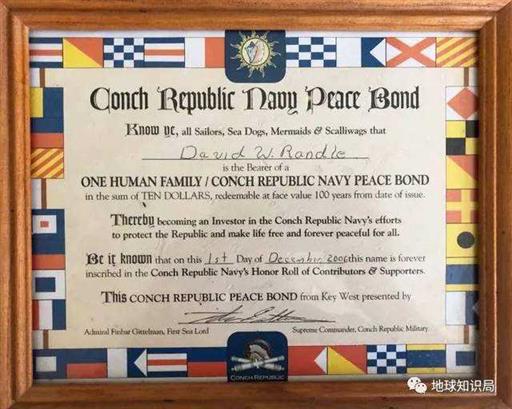 Conch Republic Navy Peace Bond
Know ye, all Sailors, Sea Dogs, Mermaids & Scalliwags that
David W. Randle
is the Bearer of a
ONE HUMAN FAMILY / CONCH REPUBLIC NAVY PEACE BOND
in the sum of TEN DOLLARS, redeemable at face value 100 years from date of issue.
Thereby becoming an Investor in the Conch Republic Navy's efforts
to protect the Republic and make life free and forever peaceful for all.
Be it known that on this 1st Day of December 2006 this name is forever
inscribed in the Conch Republic Navy's Honor Roll of Contributors & Supporters.
This CONCH REPUBLIC PEACE BOND from Key West presented by
Admiral Finbar Gittelman, First Sea Lord Supreme Commander, Conch Republic Military
CONCH REPUBLIC
地球知识局